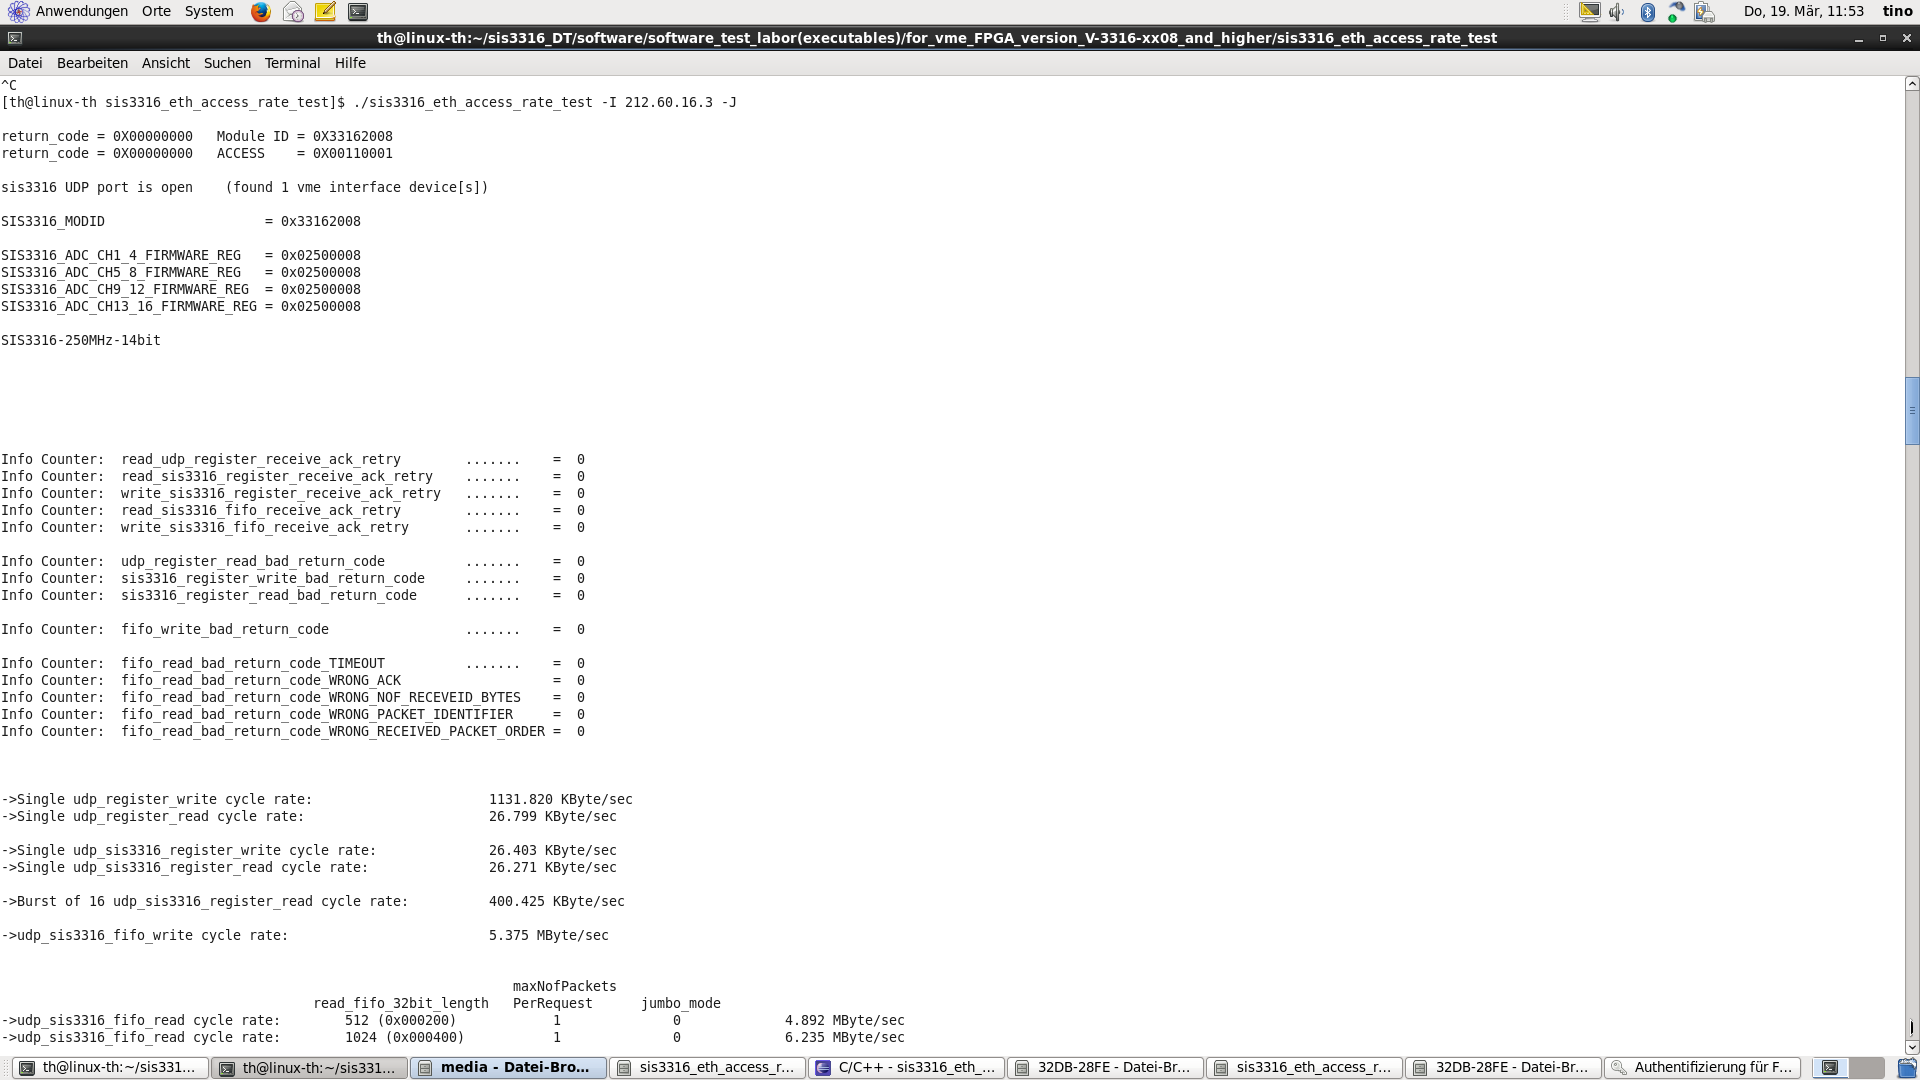 Anwendungen Orte System Do, 19. Mär, 11:53 tino
th@linux-th:~/sis3316_DT/software/software_test_labor(executables)/for_vme_FPGA_version_V-3316-xx08_and_higher/sis3316_eth_access_rate_test
Datei Bearbeiten Ansicht Suchen Terminal Hilfe
^C
[th@linux-th sis3316_eth_access_rate_test]$ ./sis3316_eth_access_rate_test -I 212.60.16.3 -J
return_code = 0X00000000 Module ID = 0X33162008
return_code = 0X00000000 ACCESS = 0X00110001
sis3316 UDP port is open (found 1 vme interface device[s])
SIS3316_MODID = 0x33162008
SIS3316_ADC_CH1_4_FIRMWARE_REG = 0x02500008
SIS3316_ADC_CH5_8_FIRMWARE_REG = 0x02500008
SIS3316_ADC_CH9_12_FIRMWARE_REG = 0x02500008
SIS3316_ADC_CH13_16_FIRMWARE_REG = 0x02500008
SIS3316-250MHz-14bit
Info Counter: read_udp_register_receive_ack_retry ....... = 0
Info Counter: read_sis3316_register_receive_ack_retry ....... = 0
Info Counter: write_sis3316_register_receive_ack_retry ....... = 0
Info Counter: read_sis3316_fifo_receive_ack_retry ....... = 0
Info Counter: write_sis3316_fifo_receive_ack_retry ....... = 0
Info Counter: udp_register_read_bad_return_code ....... = 0
Info Counter: sis3316_register_write_bad_return_code ....... = 0
Info Counter: sis3316_register_read_bad_return_code ....... = 0
Info Counter: fifo_write_bad_return_code ....... = 0
Info Counter: fifo_read_bad_return_code_TIMEOUT ....... = 0
Info Counter: fifo_read_bad_return_code_WRONG_ACK = 0
Info Counter: fifo_read_bad_return_code_WRONG_NOF_RECEVEID_BYTES = 0
Info Counter: fifo_read_bad_return_code_WRONG_PACKET_IDENTIFIER = 0
Info Counter: fifo_read_bad_return_code_WRONG_RECEIVED_PACKET_ORDER = 0
->Single udp_register_write cycle rate: 1131.820 KByte/sec
->Single udp_register_read cycle rate: 26.799 KByte/sec
->Single udp_sis3316_register_write cycle rate: 26.403 KByte/sec
->Single udp_sis3316_register_read cycle rate: 26.271 KByte/sec
->Burst of 16 udp_sis3316_register_read cycle rate: 400.425 KByte/sec
->udp_sis3316_fifo_write cycle rate: 5.375 MByte/sec
maxNofPackets
read_fifo_32bit_length PerRequest jumbo_mode
->udp_sis3316_fifo_read cycle rate: 512 (0x000200) 1 0 4.892 MByte/sec
->udp_sis3316_fifo_read cycle rate: 1024 (0x000400) 1 0 6.235 MByte/sec
th@linux-th:~/sis331... th@linux-th:~/sis331... media - Datei-Bro... sis3316_eth_access_r... C/C++ - sis3316_eth_... 32DB-28FE - Datei-Br... sis3316_eth_access_r... 32DB-28FE - Datei-Br... Authentifizierung für F...